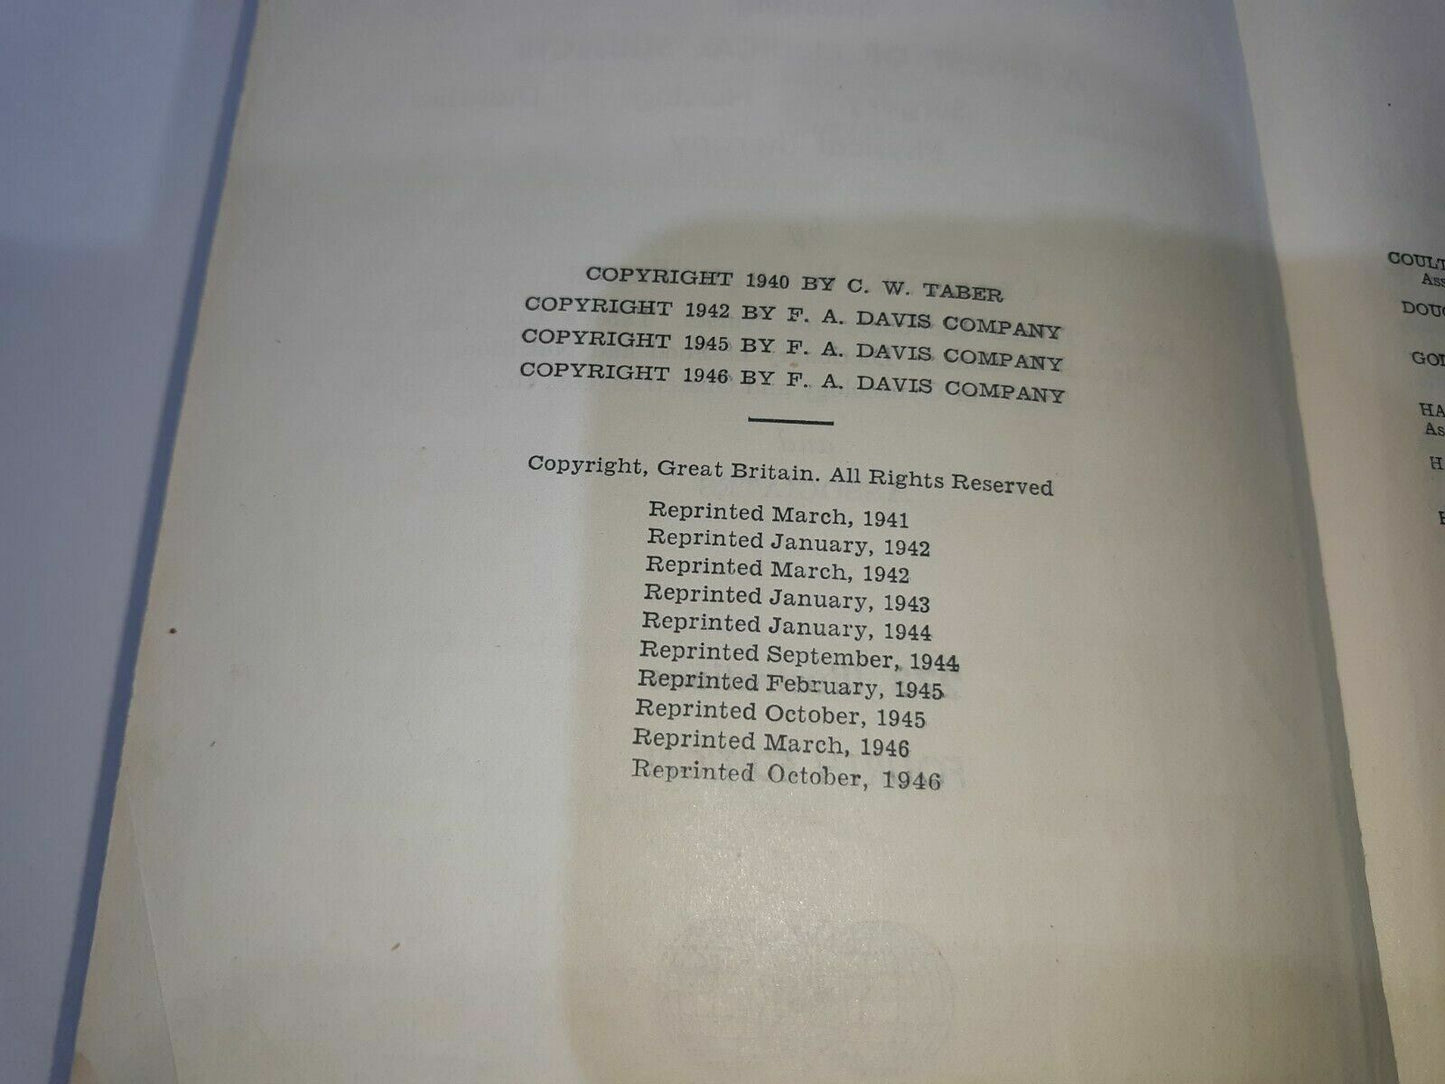 COPYRIGHT 1940 BY C. W. TABER
COPYRIGHT 1942 BY F. A. DAVIS COMPANY
COPYRIGHT 1945 BY F. A. DAVIS COMPANY
COPYRIGHT 1946 BY F. A. DAVIS COMPANY
Copyright, Great Britain. All Rights Reserved
Reprinted March, 1941
Reprinted January, 1942
Reprinted March, 1942
Reprinted January, 1943
Reprinted January, 1944
Reprinted September, 1944
Reprinted February, 1945
Reprinted October, 1945
Reprinted March, 1946
Reprinted October, 1946